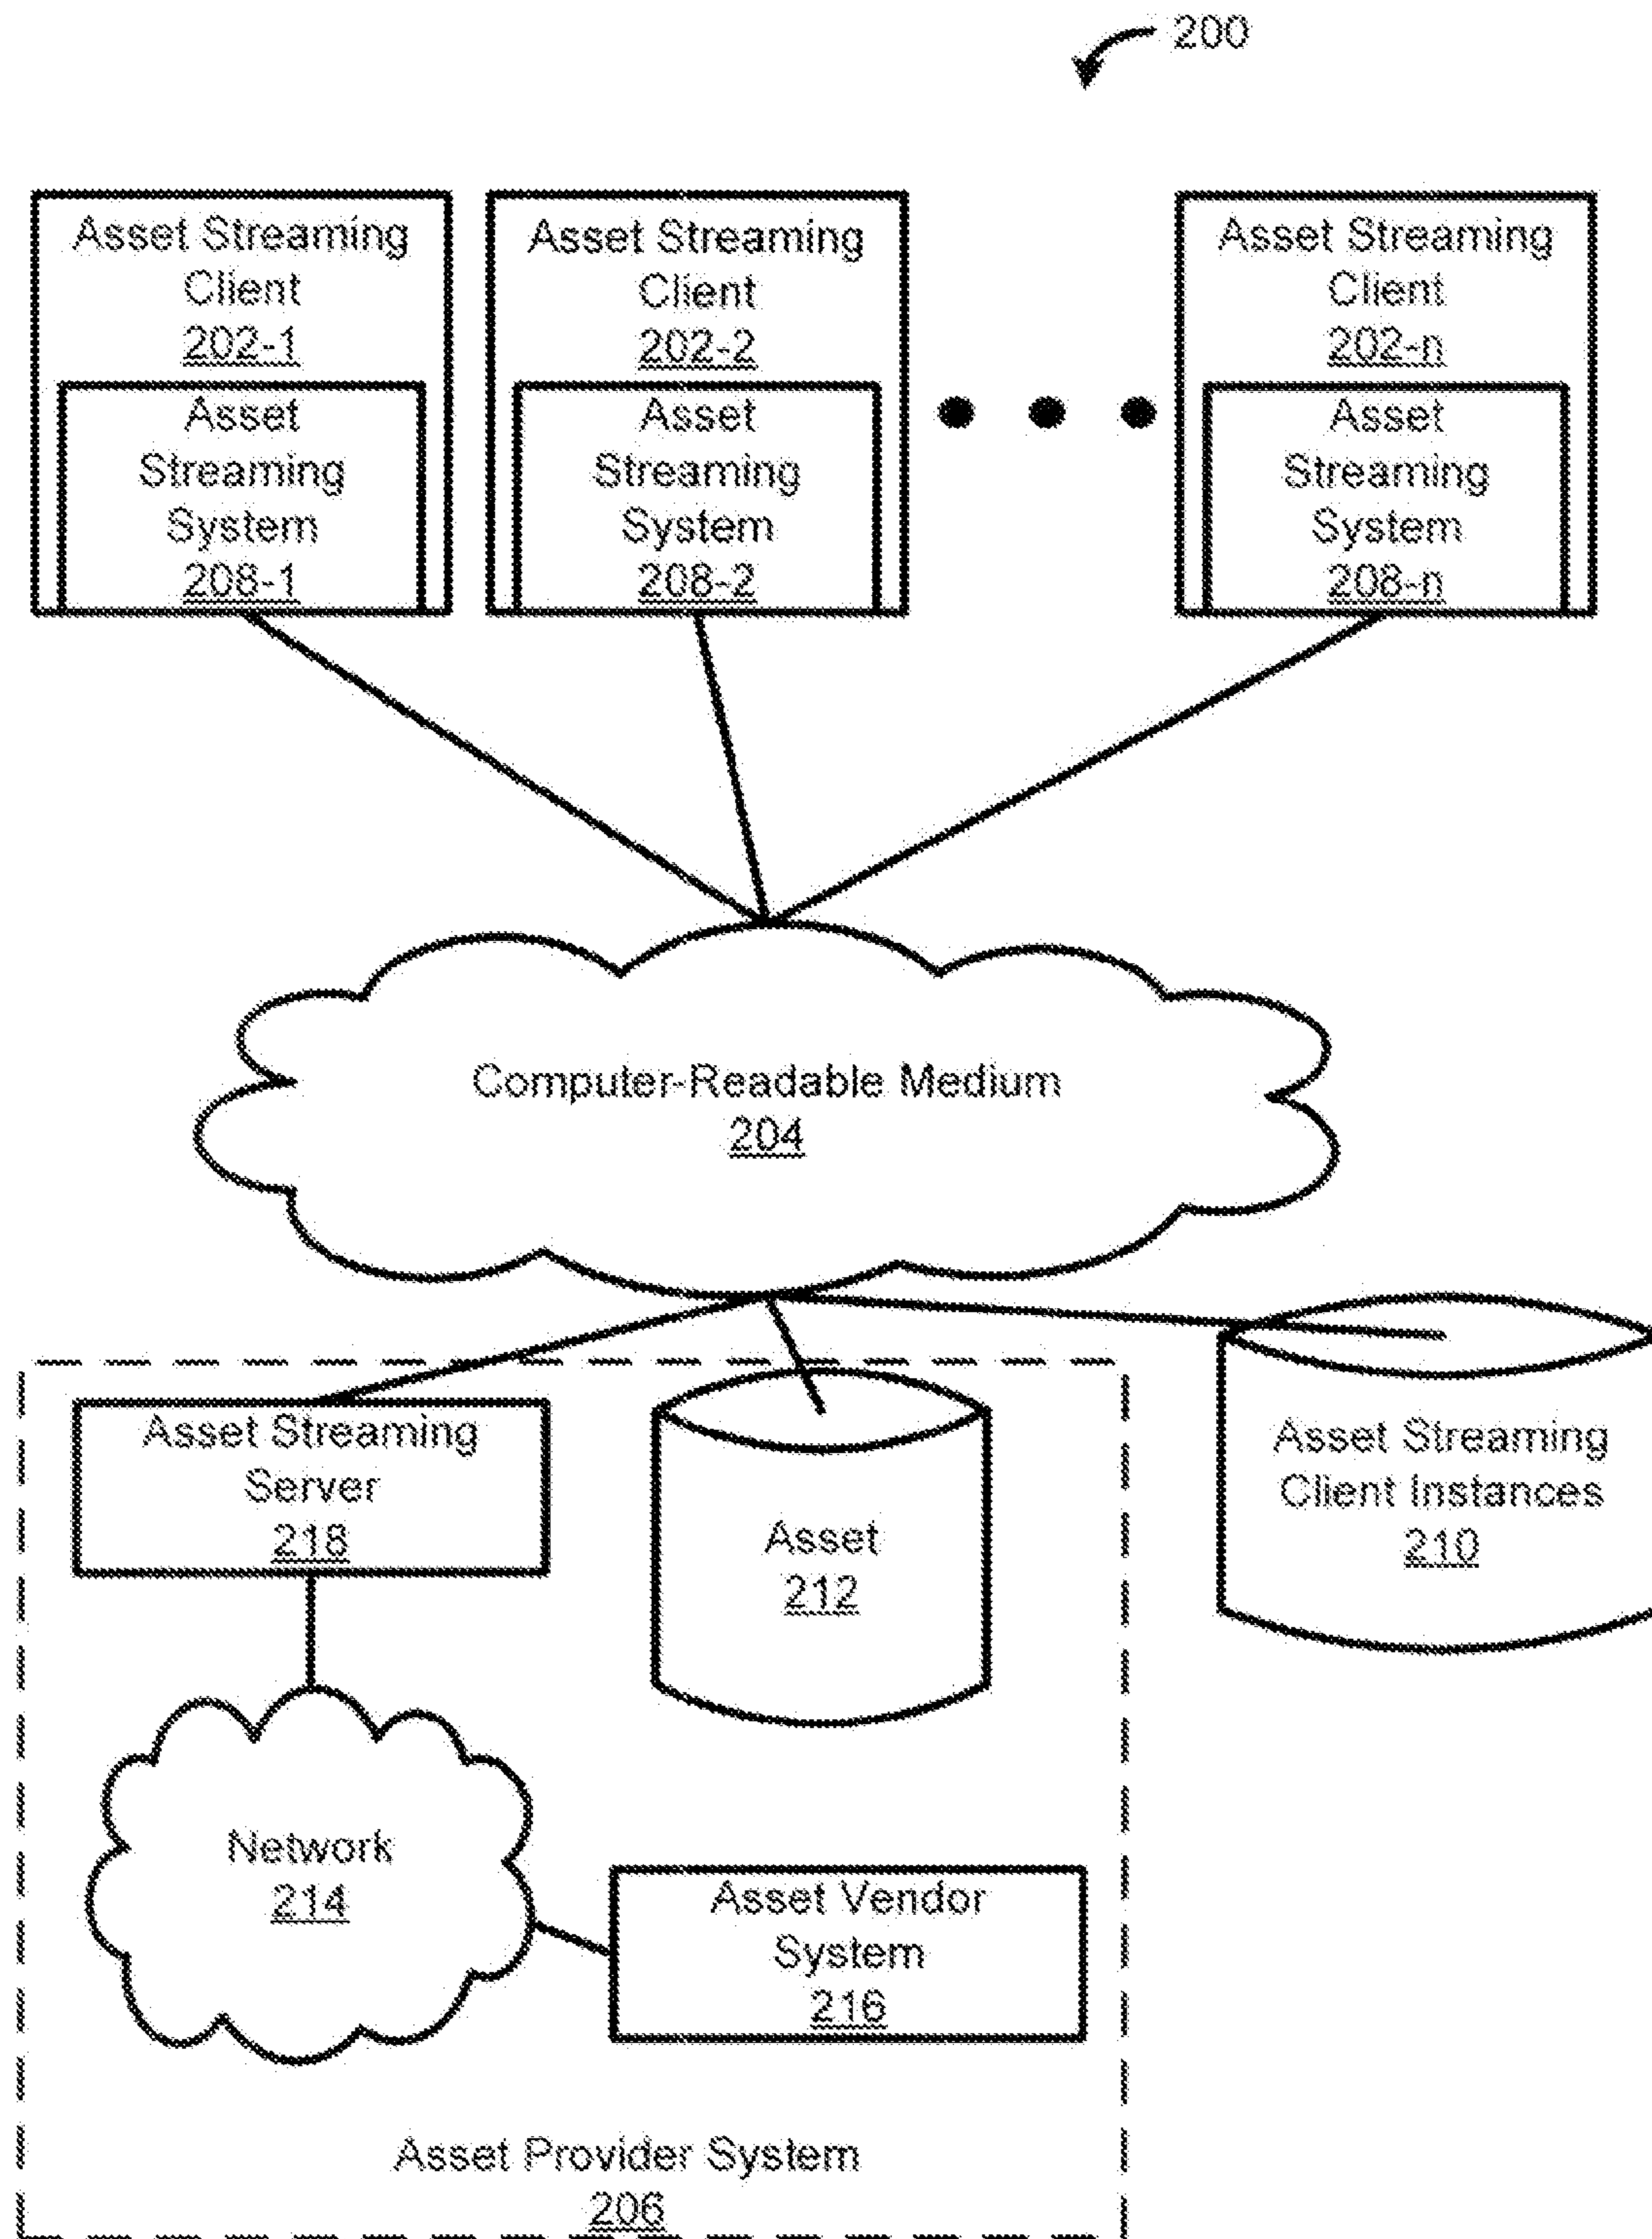 200
Asset Streaming
Client
202-1
Asset
Streaming
System
208-1
Asset Streaming
Client
202-2
Asset
Streaming
System
208-2
Asset Streaming
Client
202-n
Asset
Streaming
System
208-n
Computer-Readable Medium
204
Asset Streaming
Server
218
Asset
212
Asset Streaming
Client Instances
210
Network
214
Asset Vendor
System
216
Asset Provider System
206